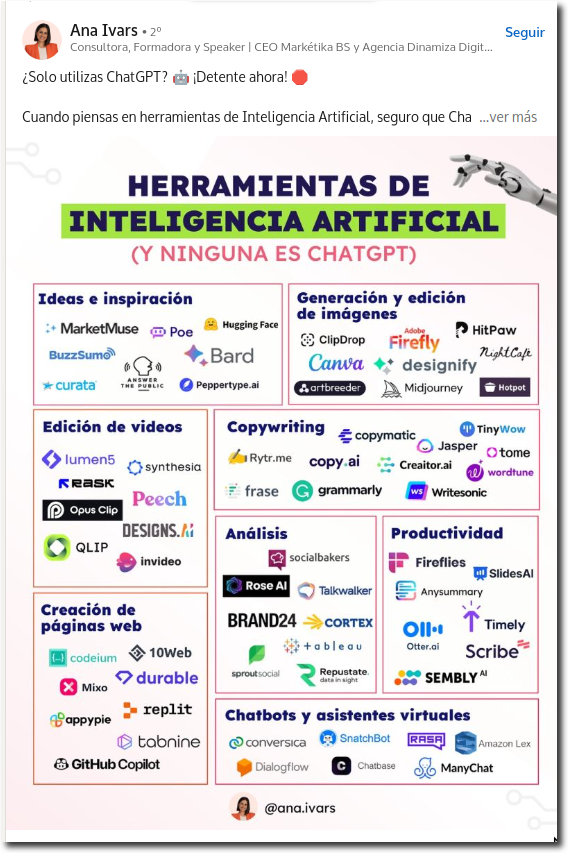 Ana Ivars • 2º
Seguir
Consultora, Formadora y Speaker | CEO Markétika BS y Agencia Dinamiza Digit...
¿Solo utilizas ChatGPT? 🤖 ¡Detente ahora! 🛑
Cuando piensas en herramientas de Inteligencia Artificial, seguro que Cha ...ver más
HERRAMIENTAS DE
INTELIGENCIA ARTIFICIAL
(Y NINGUNA ES CHATGPT)
Ideas e inspiración
MarketMuse
Poe
Hugging Face
BuzzSumo
ANSWER
THE PUBLIC
Bard
curata
Peppertype.ai
Generación y edición
de imágenes
ClipDrop
Adobe
Firefly
HitPaw
Canva
designify
NightCafe
artbreeder
Midjourney
Hotpot
Edición de videos
lumen5
synthesia
RASK
Peech
Opus Clip
DESIGNS.AI
QLIP
invideo
Copywriting
copymatic
TinyWow
Jasper
Rytr.me
copy.ai
Creaitor.ai
tome
wordtune
frase
grammarly
WS
Writesonic
Análisis
socialbakers
Rose AI
Talkwalker
BRAND24
CORTEX
+ableau
sproutsocial
Repustate.
data in sight
Productividad
Fireflies
SlidesAI
Anysummary
Otter.ai
Timely
Scribe
SEMBLY AI
Creación de
páginas web
codeium
10Web
Mixo
durable
appypie
replit
tabnine
GitHub Copilot
Chatbots y asistentes virtuales
conversica
SnatchBot
RASA
Amazon Lex
Dialogflow
Chatbase
ManyChat
@ana.ivars